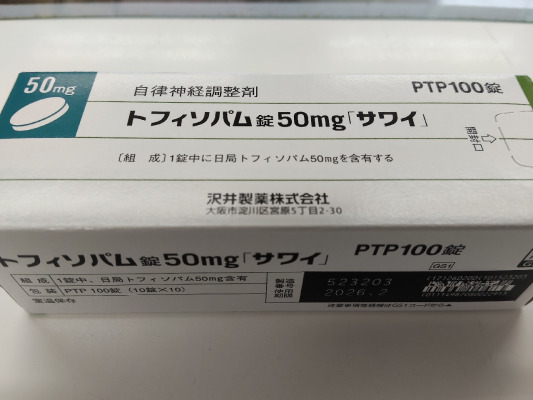 50mg
自律神経調整剤
PTP100錠
トフィソパム錠50mg「サワイ」
開封口
〔組 成〕1錠中に日局トフィソパム50mgを含有する
沢井製薬株式会社
大阪市淀川区宮原5丁目2-30
トフィソパム錠50mg「サワイ」 PTP100錠
組 成 1錠中、日局トフィソパム50mg含有
包 装 PTP 100錠 (10錠×10)
室温保存
製造番号 523203
使用期限 2026.2
GS1